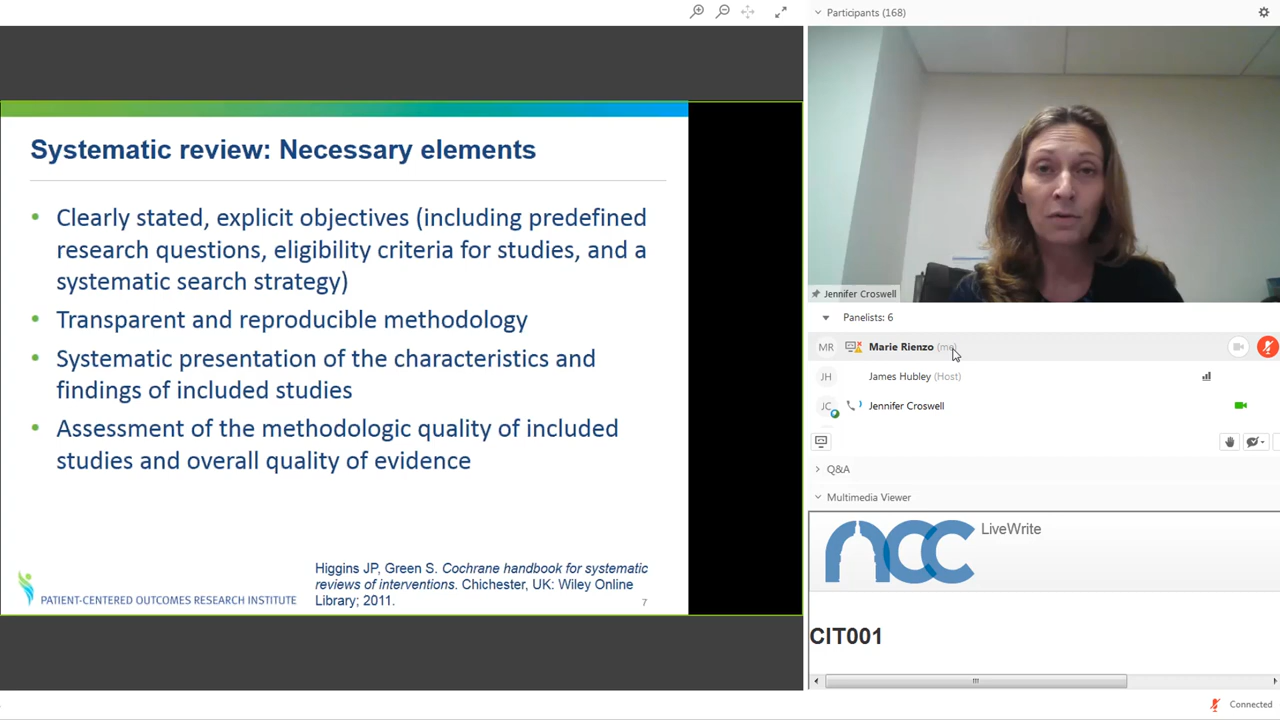 Participants (168)
Systematic review: Necessary elements
• Clearly stated, explicit objectives (including predefined
research questions, eligibility criteria for studies, and a
systematic search strategy)
• Transparent and reproducible methodology
• Systematic presentation of the characteristics and
findings of included studies
• Assessment of the methodologic quality of included
studies and overall quality of evidence
Higgins JP, Green S. Cochrane handbook for systematic
reviews of interventions. Chichester, UK: Wiley Online
Library; 2011.
PATIENT-CENTERED OUTCOMES RESEARCH INSTITUTE
7
Jennifer Croswell
Panelists: 6
MR Marie Rienzo (me)
JH James Hubley (Host)
JC Jennifer Croswell
Q&A
Multimedia Viewer
ncc LiveWrite
CIT001
Connected